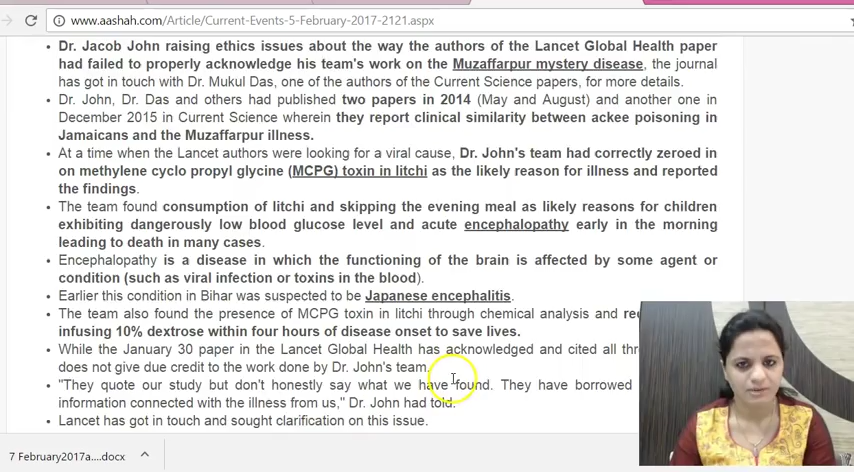 www.aashah.com/Article/Current-Events-5-February-2017-2121.aspx
• Dr. Jacob John raising ethics issues about the way the authors of the Lancet Global Health paper
had failed to properly acknowledge his team's work on the Muzaffarpur mystery disease, the journal
has got in touch with Dr. Mukul Das, one of the authors of the Current Science papers, for more details.
• Dr. John, Dr. Das and others had published two papers in 2014 (May and August) and another one in
December 2015 in Current Science wherein they report clinical similarity between ackee poisoning in
Jamaicans and the Muzaffarpur illness.
• At a time when the Lancet authors were looking for a viral cause, Dr. John's team had correctly zeroed in
on methylene cyclo propyl glycine (MCPG) toxin in litchi as the likely reason for illness and reported
the findings.
• The team found consumption of litchi and skipping the evening meal as likely reasons for children
exhibiting dangerously low blood glucose level and acute encephalopathy early in the morning
leading to death in many cases.
• Encephalopathy is a disease in which the functioning of the brain is affected by some agent or
condition (such as viral infection or toxins in the blood).
• Earlier this condition in Bihar was suspected to be Japanese encephalitis.
• The team also found the presence of MCPG toxin in litchi through chemical analysis and
infusing 10% dextrose within four hours of disease onset to save lives.
• While the January 30 paper in the Lancet Global Health has acknowledged and cited all
does not give due credit to the work done by Dr. John's team.
• "They quote our study but don't honestly say what we have found. They have borrowed
information connected with the illness from us," Dr. John had told.
• Lancet has got in touch and sought clarification on this issue.
7 February2017a....docx